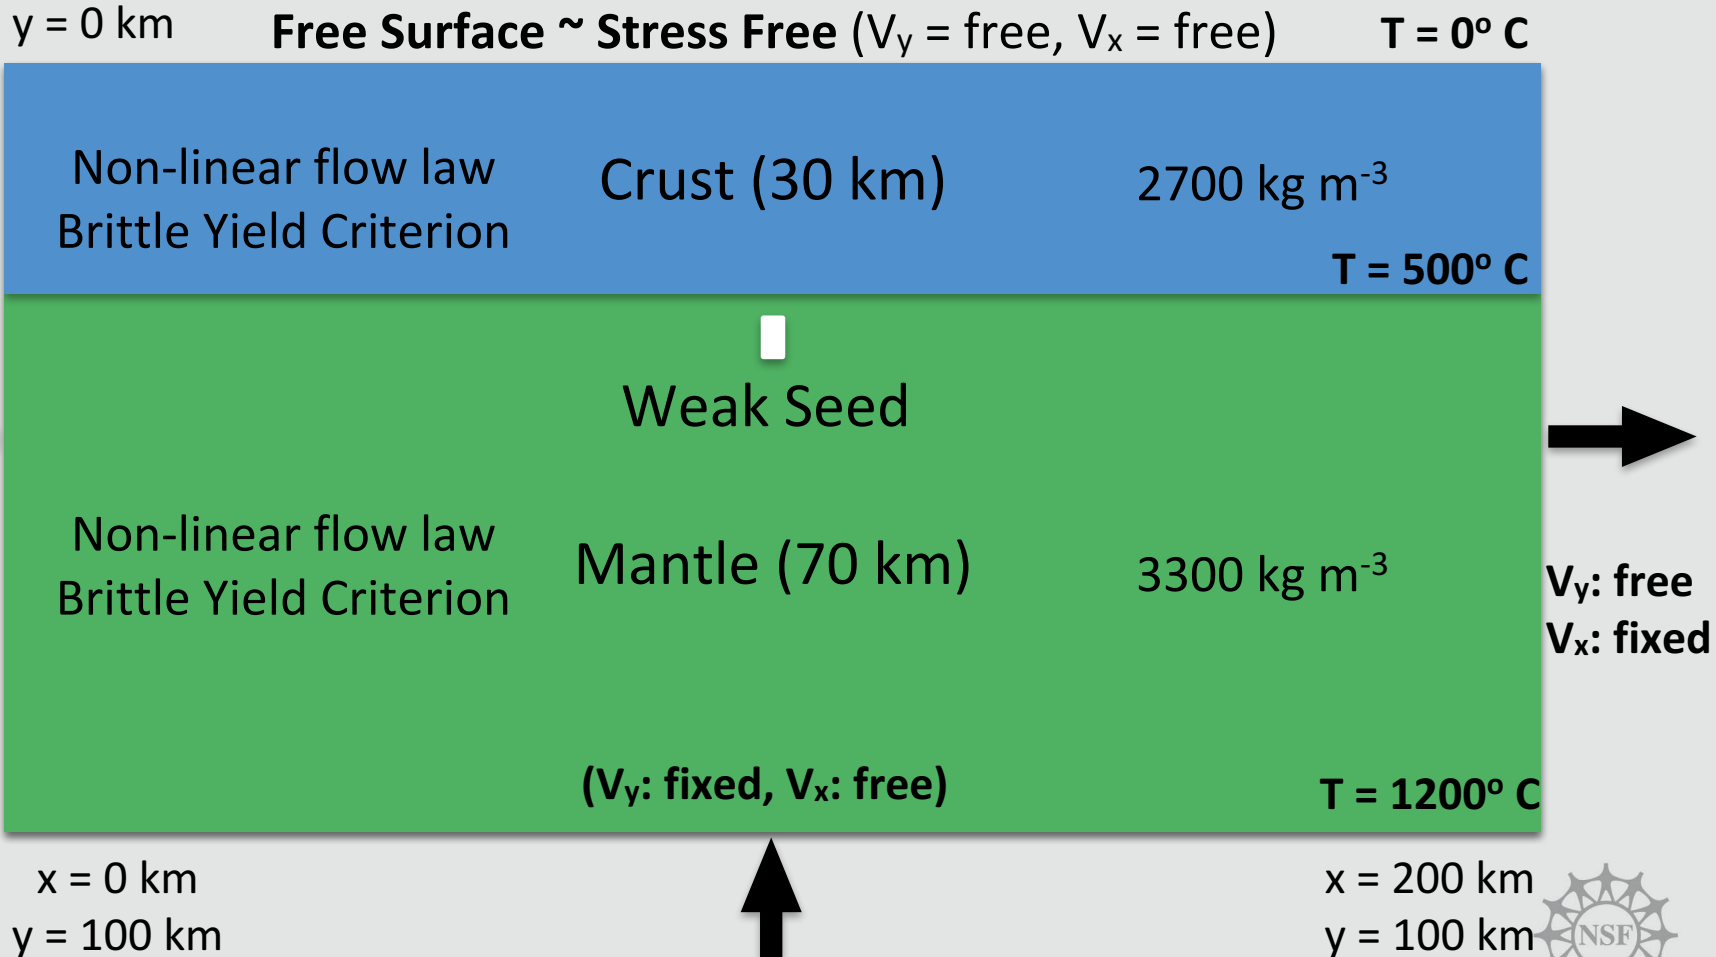 y = 0 km
Free Surface ~ Stress Free (Vy = free, Vx = free)
T = 0º C
Non-linear flow law
Brittle Yield Criterion
Crust (30 km)
2700 kg m-3
T = 500º C
Weak Seed
Non-linear flow law
Brittle Yield Criterion
Mantle (70 km)
3300 kg m-3
Vy: free
Vx: fixed
(Vy: fixed, Vx: free)
T = 1200º C
x = 0 km
y = 100 km
x = 200 km
y = 100 km
NSF